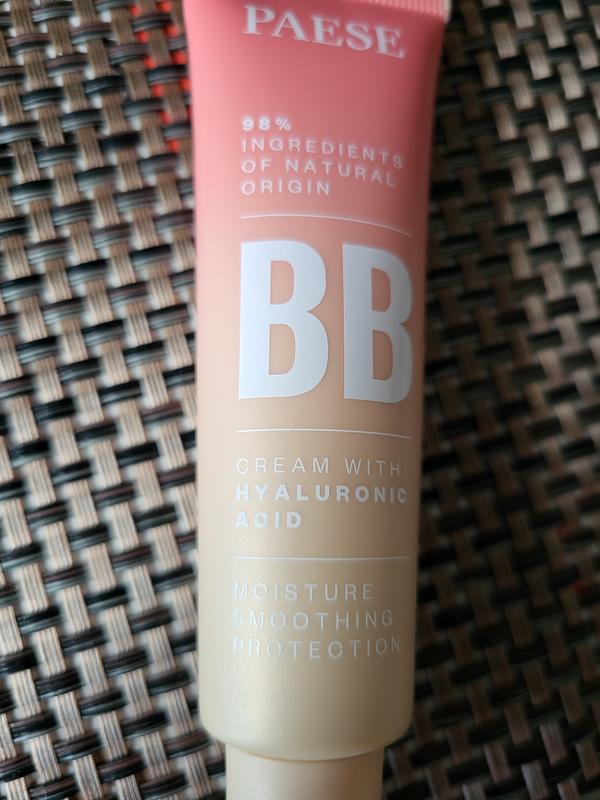 PAESE
98%
INGREDIENTS
OF NATURAL
ORIGIN
BB
CREAM WITH
HYALURONIC
ACID
MOISTURE
SMOOTHING
PROTECTION